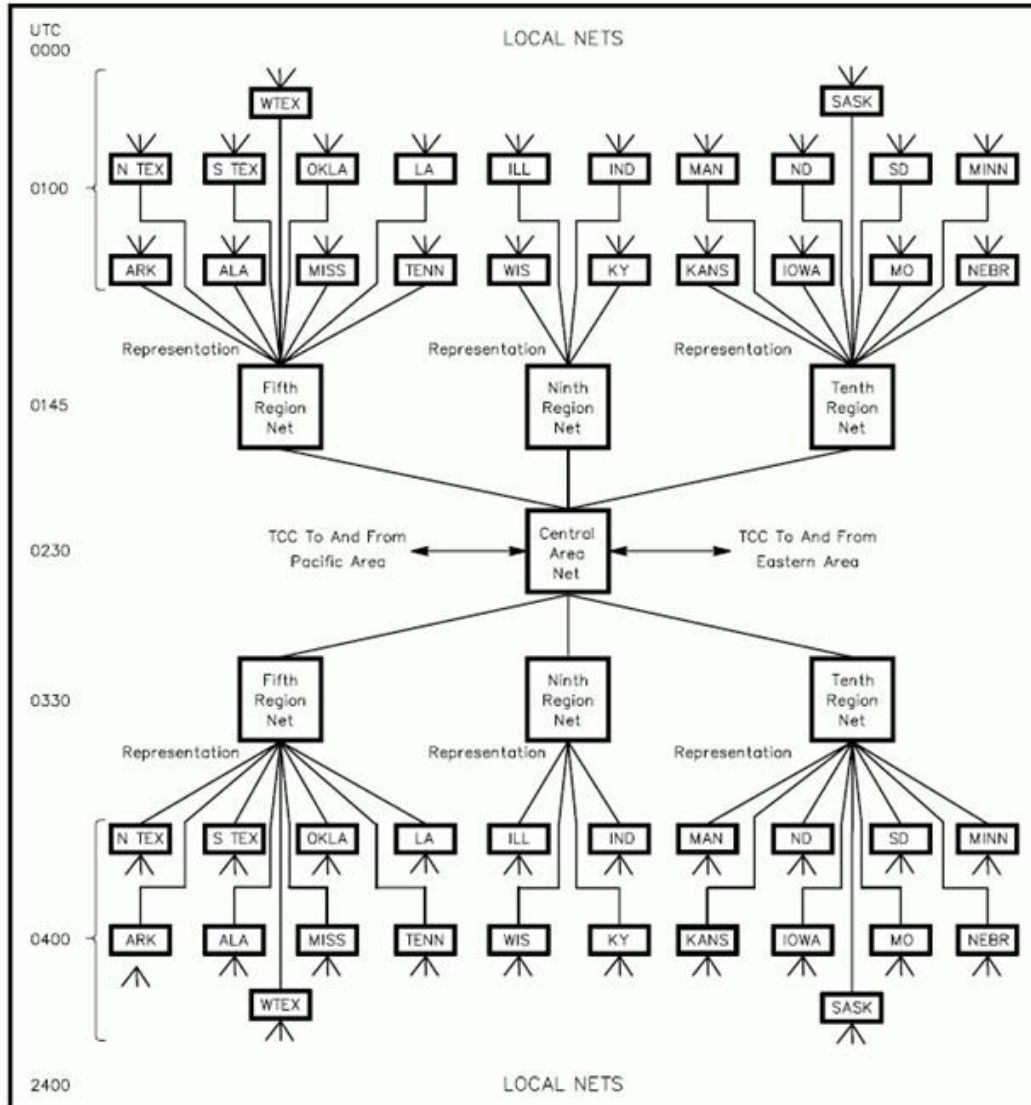 UTC
0000
LOCAL NETS
WTEX
SASK
N TEX
S TEX
OKLA
LA
ILL
IND
MAN
ND
SD
MINN
0100
ARK
ALA
MISS
TENN
WIS
KY
KANS
IOWA
MO
NEBR
Representation
Representation
Representation
0145
Fifth
Region
Net
Ninth
Region
Net
Tenth
Region
Net
0230
TCC To And From
Pacific Area
Central
Area
Net
TCC To And From
Eastern Area
0330
Fifth
Region
Net
Ninth
Region
Net
Tenth
Region
Net
Representation
Representation
Representation
N TEX
S TEX
OKLA
LA
ILL
IND
MAN
ND
SD
MINN
0400
ARK
ALA
MISS
TENN
WIS
KY
KANS
IOWA
MO
NEBR
WTEX
SASK
2400
LOCAL NETS